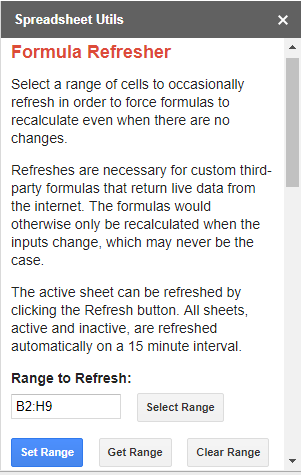 Spreadsheet Utils
Formula Refresher
Select a range of cells to occasionally
refresh in order to force formulas to
recalculate even when there are no
changes.
Refreshes are necessary for custom third-
party formulas that return live data from
the internet. The formulas would
otherwise only be recalculated when the
inputs change, which may never be the
case.
The active sheet can be refreshed by
clicking the Refresh button. All sheets,
active and inactive, are refreshed
automatically on a 15 minute interval.
Range to Refresh:
B2:H9 Select Range
Set Range Get Range Clear Range